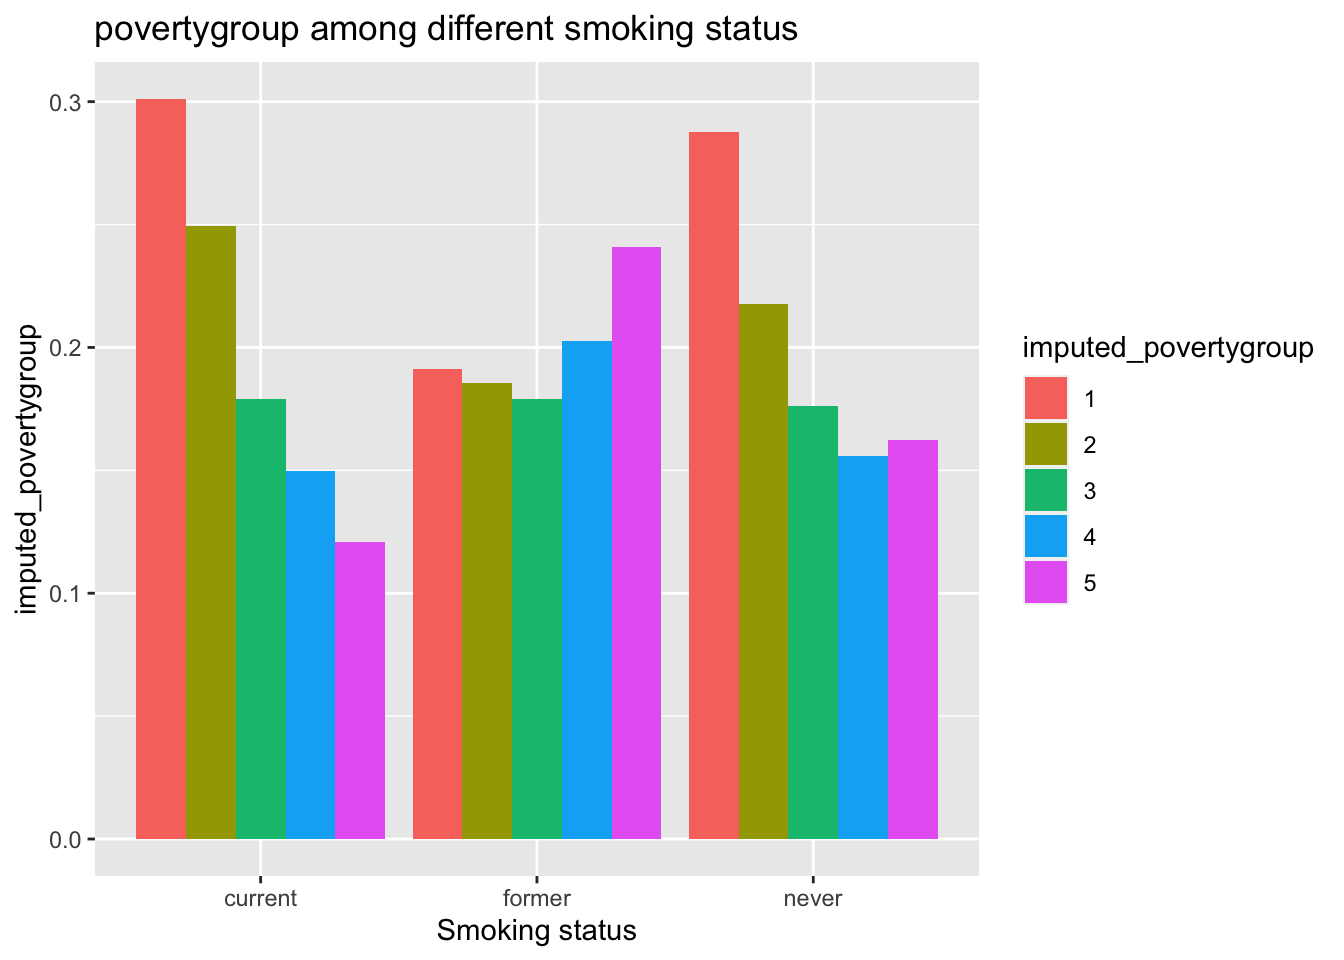 povertygroup among different smoking status
imputed_povertygroup
0.3
0.2
0.1
0.0
current former never
Smoking status
imputed_povertygroup
1
2
3
4
5